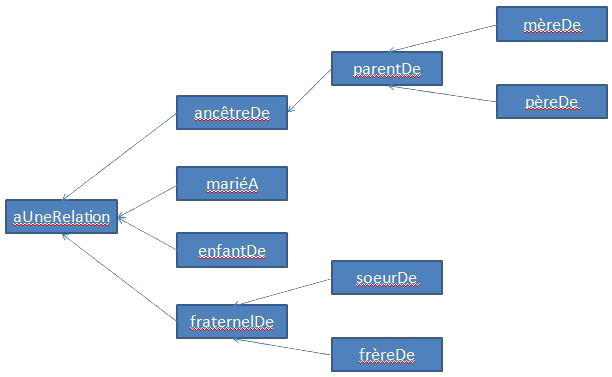 mèreDe
parentDe
pèreDe
ancêtreDe
mariéA
aUneRelation
enfantDe
soeurDe
fraternelDe
frèreDe